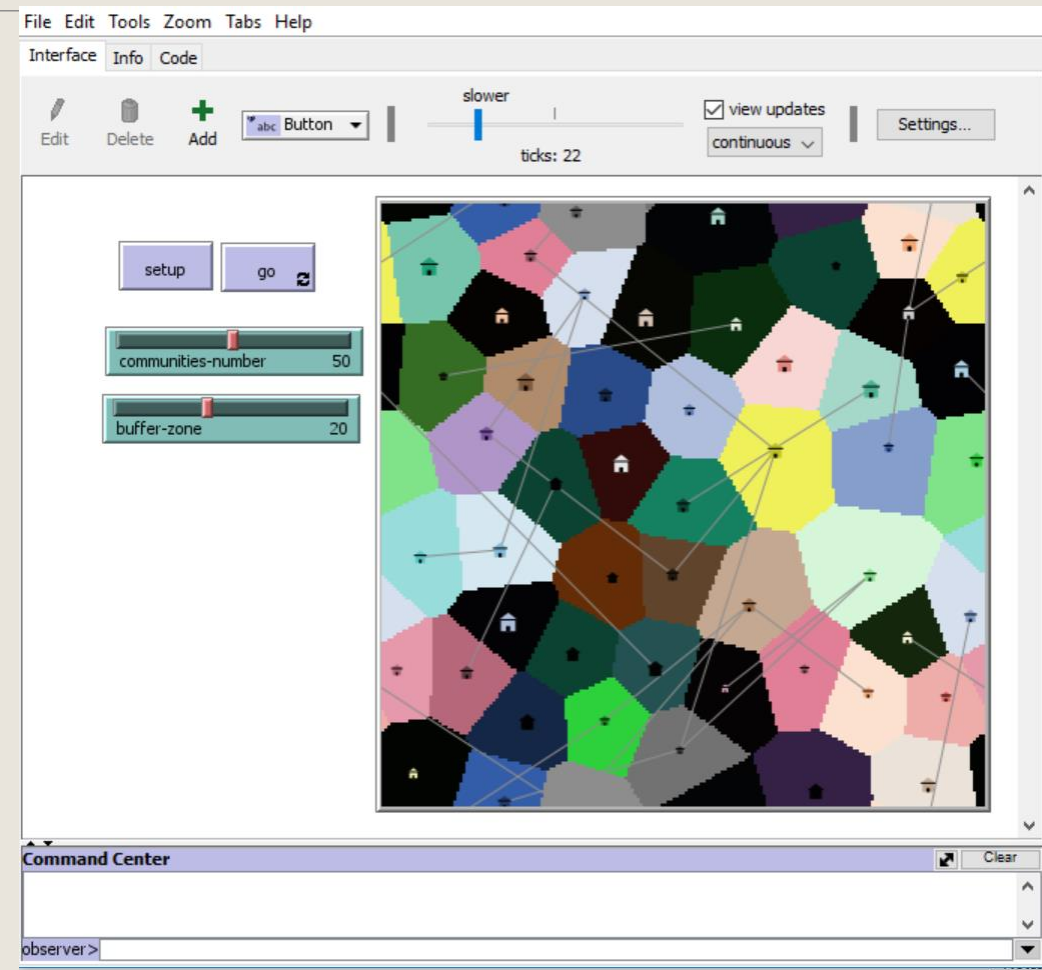 File Edit Tools Zoom Tabs Help
Interface Info Code
Edit Delete Add abc Button slower ticks: 22 view updates continuous Settings...
setup go
communities-number 50
buffer-zone 20
Command Center Clear
observer>